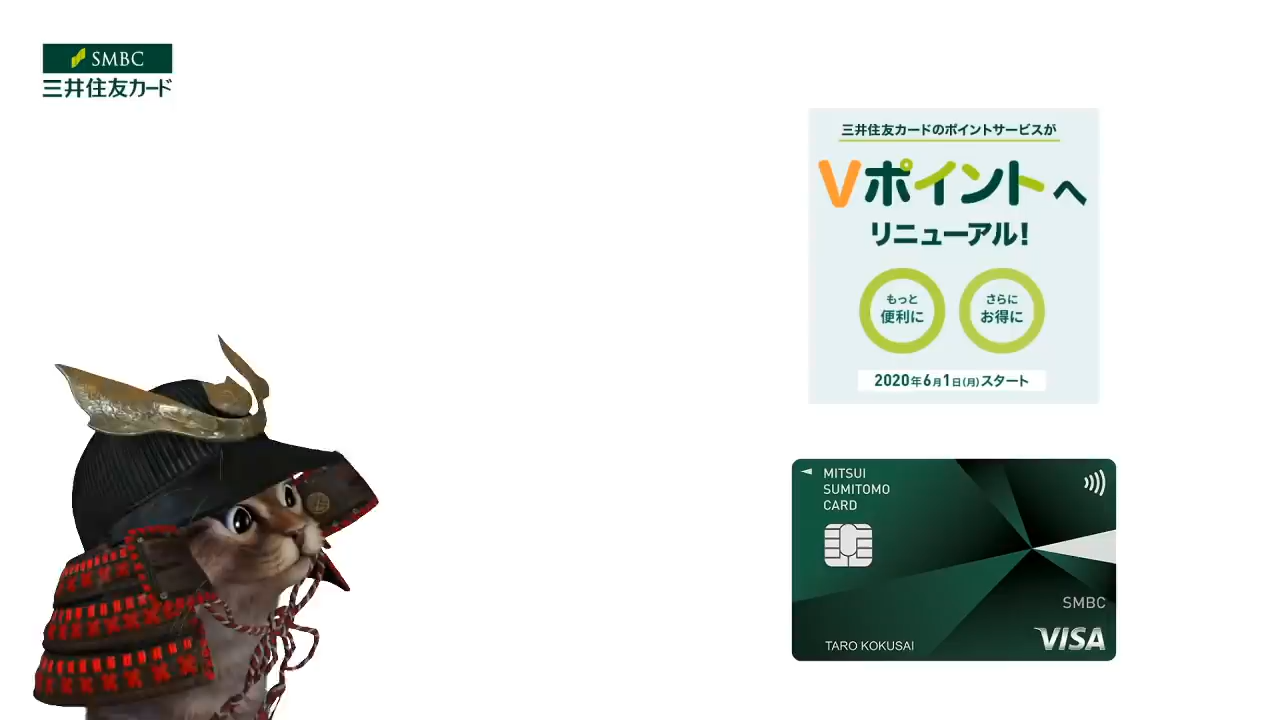 SMBC
三井住友カード
三井住友カードのポイントサービスが
Vポイントへ
リニューアル!
もっと
便利に
さらに
お得に
2020年6月1日(月)スタート
MITSUI
SUMITOMO
CARD
SMBC
VISA
TARO KOKUSAI